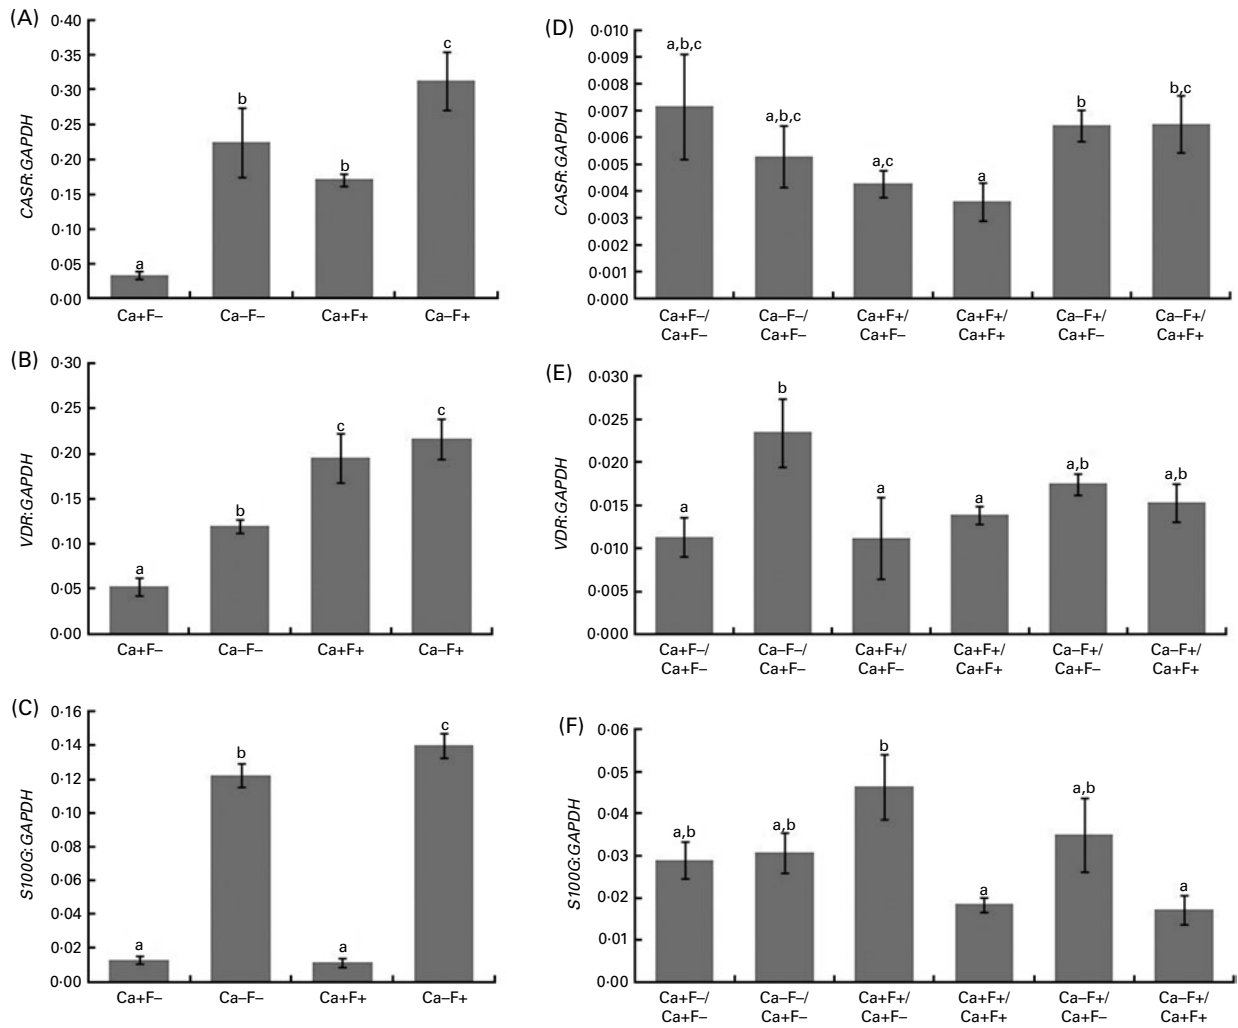 (A)
0·40
0·35
0·30
0·25
0·20
0·15
0·10
0·05
0·00
CASR:GAPDH
a
b
b
c
Ca+F– Ca–F– Ca+F+ Ca–F+
(B)
0·30
0·25
0·20
0·15
0·10
0·05
0·00
VDR:GAPDH
a
b
c
c
Ca+F– Ca–F– Ca+F+ Ca–F+
(C)
0·16
0·14
0·12
0·10
0·08
0·06
0·04
0·02
0·00
S100G:GAPDH
a
b
a
c
Ca+F– Ca–F– Ca+F+ Ca–F+
(D)
0·010
0·009
0·008
0·007
0·006
0·005
0·004
0·003
0·002
0·001
0·000
CASR:GAPDH
a,b,c
a,b,c
a,c
a
b
b,c
Ca+F–/ Ca–F–/ Ca+F+/ Ca+F+/ Ca–F+/ Ca–F+/
Ca+F– Ca+F– Ca+F– Ca+F+ Ca+F– Ca+F+
(E)
0·030
0·025
0·020
0·015
0·010
0·005
0·000
VDR:GAPDH
a
b
a
a
a,b
a,b
Ca+F–/ Ca–F–/ Ca+F+/ Ca+F+/ Ca–F+/ Ca–F+/
Ca+F– Ca+F– Ca+F– Ca+F+ Ca+F– Ca+F+
(F)
0·06
0·05
0·04
0·03
0·02
0·01
0·00
S100G:GAPDH
a,b
a,b
b
a
a,b
a
Ca+F–/ Ca–F–/ Ca+F+/ Ca+F+/ Ca–F+/ Ca–F+/
Ca+F– Ca+F– Ca+F– Ca+F+ Ca+F– Ca+F+